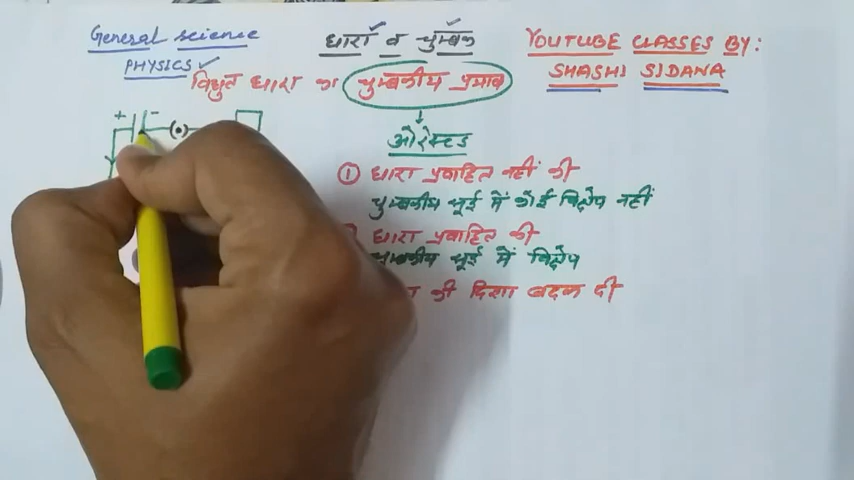 General science
PHYSICS
धारा व चुम्बक
YOUTUBE CLASSES BY:
SHASHI SIDANA
विधुत धारा का चुम्बकीय प्रभाव
ओरेस्टड
+ -
① धारा प्रवाहित नहीं की
चुम्बकीय सूई में कोई विक्षेप नहीं
धारा प्रवाहित की
चुम्बकीय सूई में विक्षेप
की दिशा बदल दी